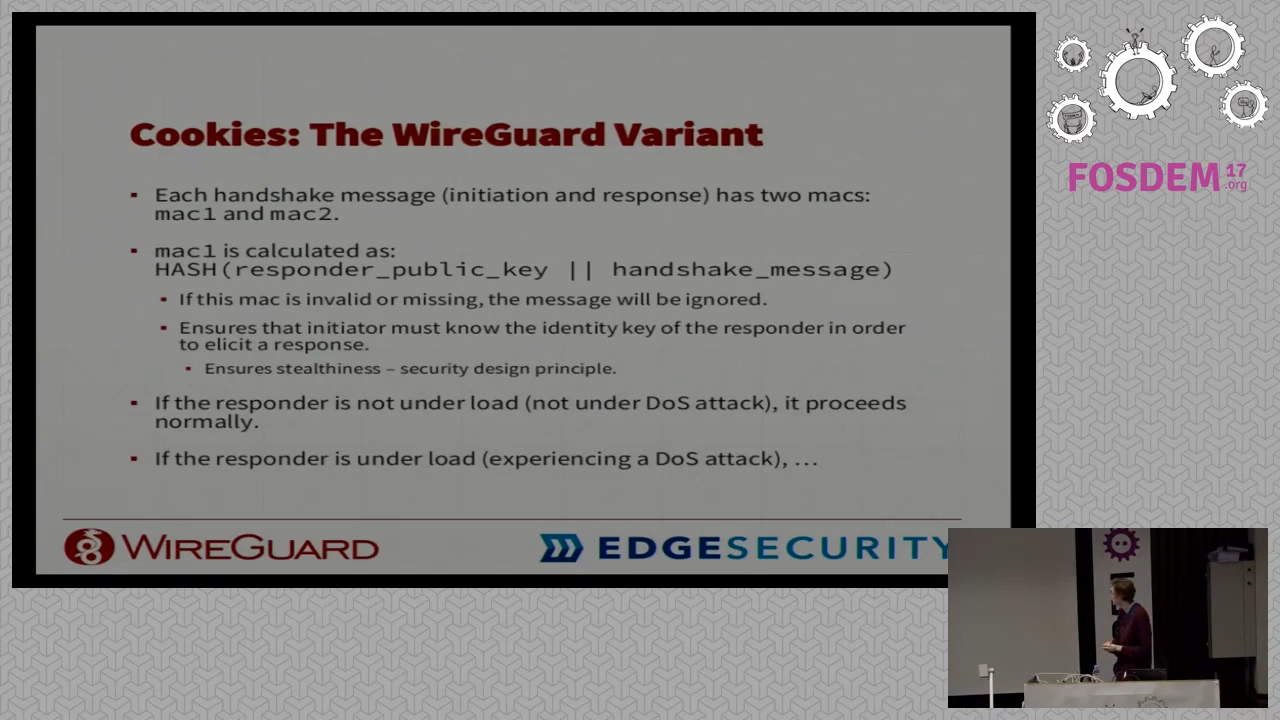 Cookies: The WireGuard Variant
▪ Each handshake message (initiation and response) has two macs:
mac1 and mac2.
▪ mac1 is calculated as:
HASH(responder_public_key || handshake_message)
▪ If this mac is invalid or missing, the message will be ignored.
▪ Ensures that initiator must know the identity key of the responder in order
to elicit a response.
▪ Ensures stealthiness – security design principle.
▪ If the responder is not under load (not under DoS attack), it proceeds
normally.
▪ If the responder is under load (experiencing a DoS attack), …
WIREGUARD
EDGESECURITY
FOSDEM 17
.org